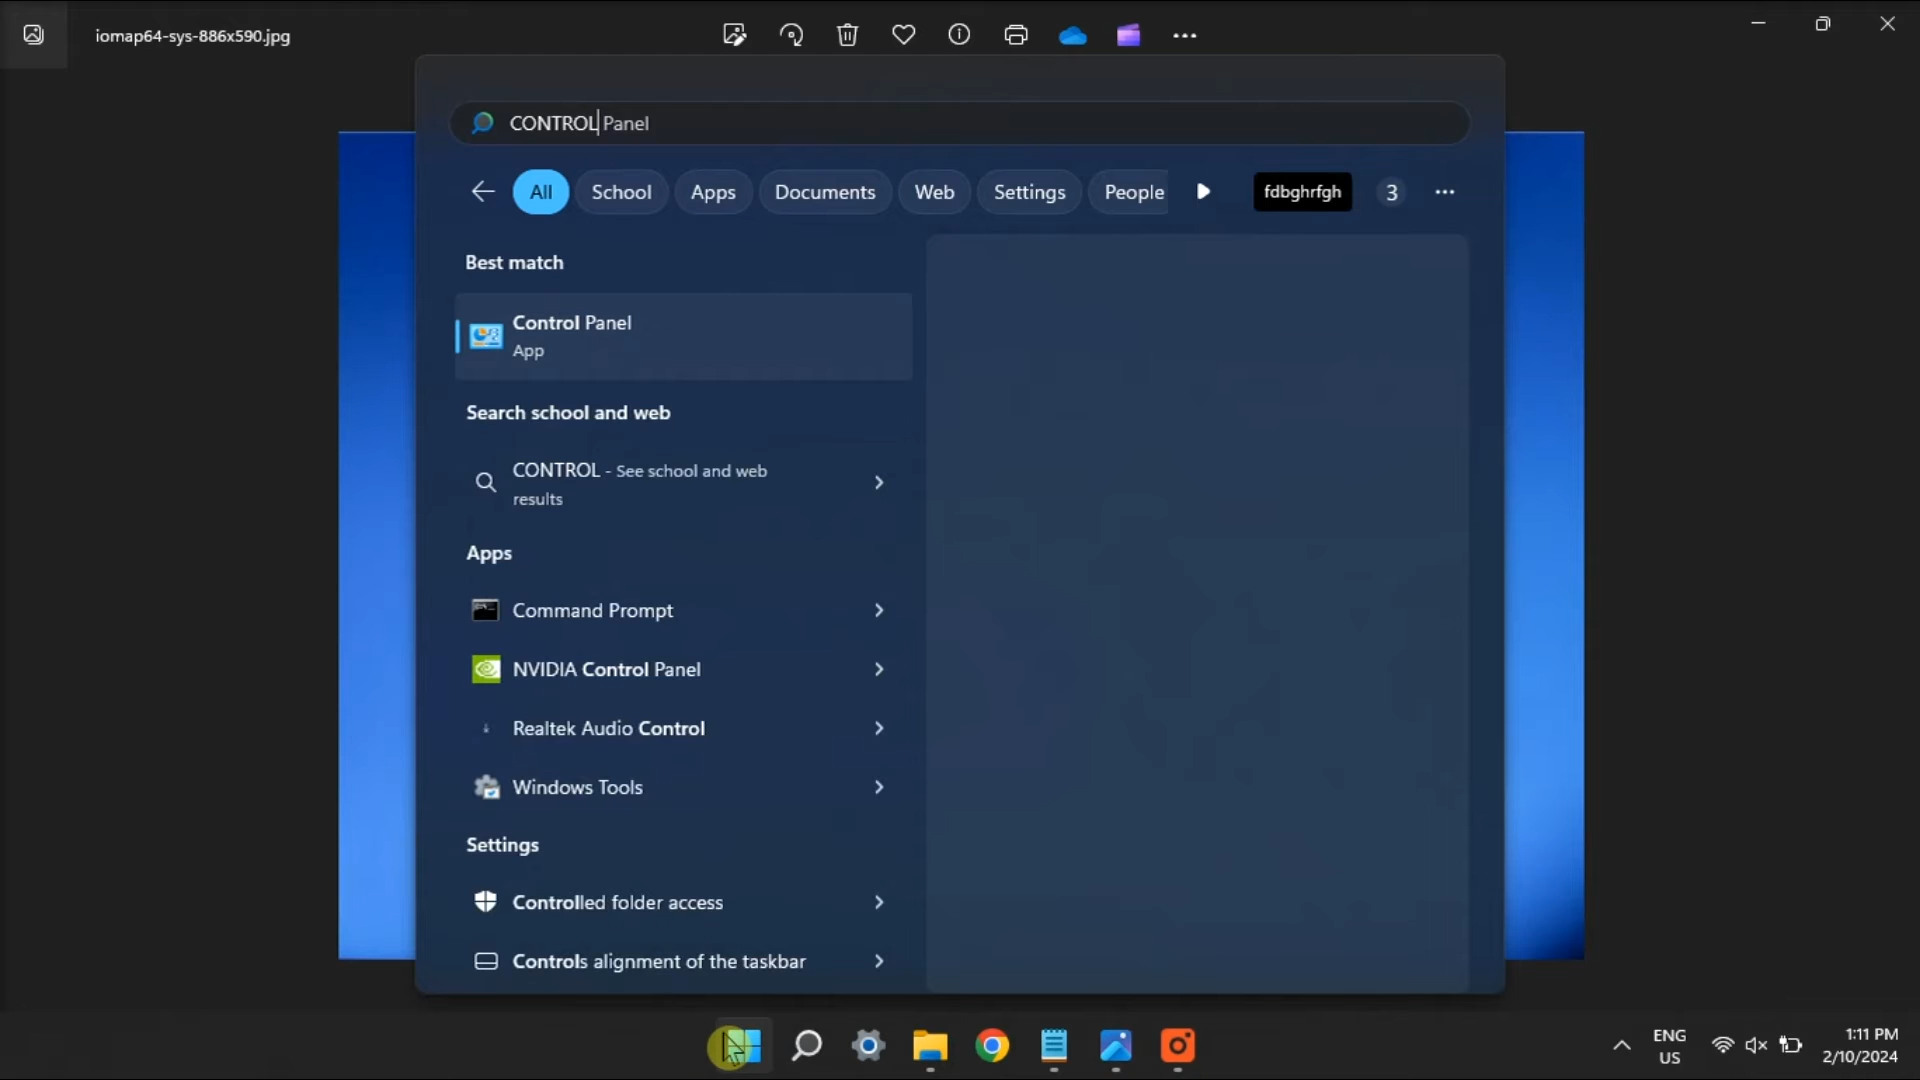 iomap64-sys-886x590.jpg
CONTROL Panel
All School Apps Documents Web Settings People fdbghrfgh 3
Best match
Control Panel
App
Search school and web
CONTROL - See school and web
results
Apps
Command Prompt
NVIDIA Control Panel
Realtek Audio Control
Windows Tools
Settings
Controlled folder access
Controls alignment of the taskbar
ENG
US
1:11 PM
2/10/2024